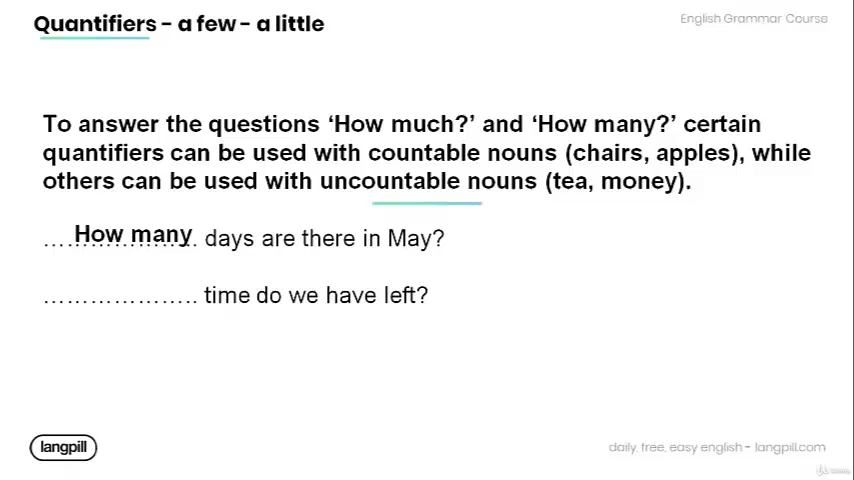 Quantifiers - a few - a little
English Grammar Course
To answer the questions ‘How much?’ and ‘How many?’ certain
quantifiers can be used with countable nouns (chairs, apples), while
others can be used with uncountable nouns (tea, money).
………How many……….. days are there in May?
……………….. time do we have left?
langpill
daily, free, easy english - langpill.com